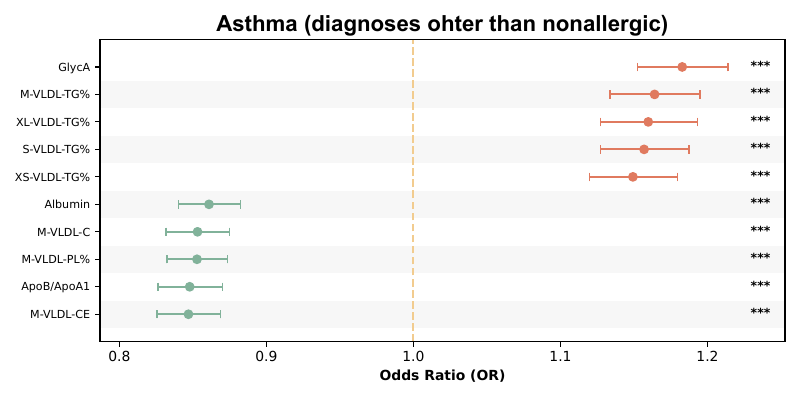 Asthma (diagnoses ohter than nonallergic)
GlycA ***
M-VLDL-TG% ***
XL-VLDL-TG% ***
S-VLDL-TG% ***
XS-VLDL-TG% ***
Albumin ***
M-VLDL-C ***
M-VLDL-PL% ***
ApoB/ApoA1 ***
M-VLDL-CE ***
0.8 0.9 1.0 1.1 1.2
Odds Ratio (OR)